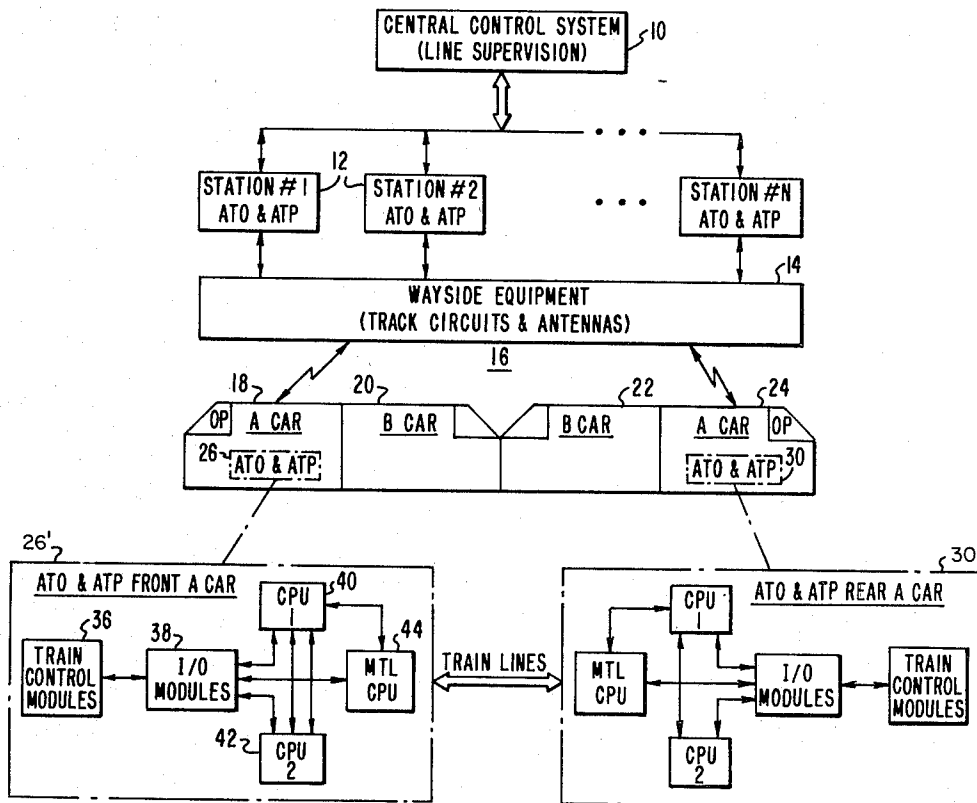 CENTRAL CONTROL SYSTEM
(LINE SUPERVISION)
10
12
STATION #1
ATO & ATP
STATION #2
ATO & ATP
STATION #N
ATO & ATP
14
WAYSIDE EQUIPMENT
(TRACK CIRCUITS & ANTENNAS)
16
18
20
22
24
OP
A CAR
B CAR
B CAR
A CAR
OP
26
ATO & ATP
ATO & ATP
30
26'
ATO & ATP FRONT A CAR
36
TRAIN
CONTROL
MODULES
38
I/O
MODULES
40
CPU
1
44
MTL
CPU
42
CPU
2
TRAIN LINES
30
ATO & ATP REAR A CAR
CPU
1
MTL
CPU
I/O
MODULES
TRAIN
CONTROL
MODULES
CPU
2